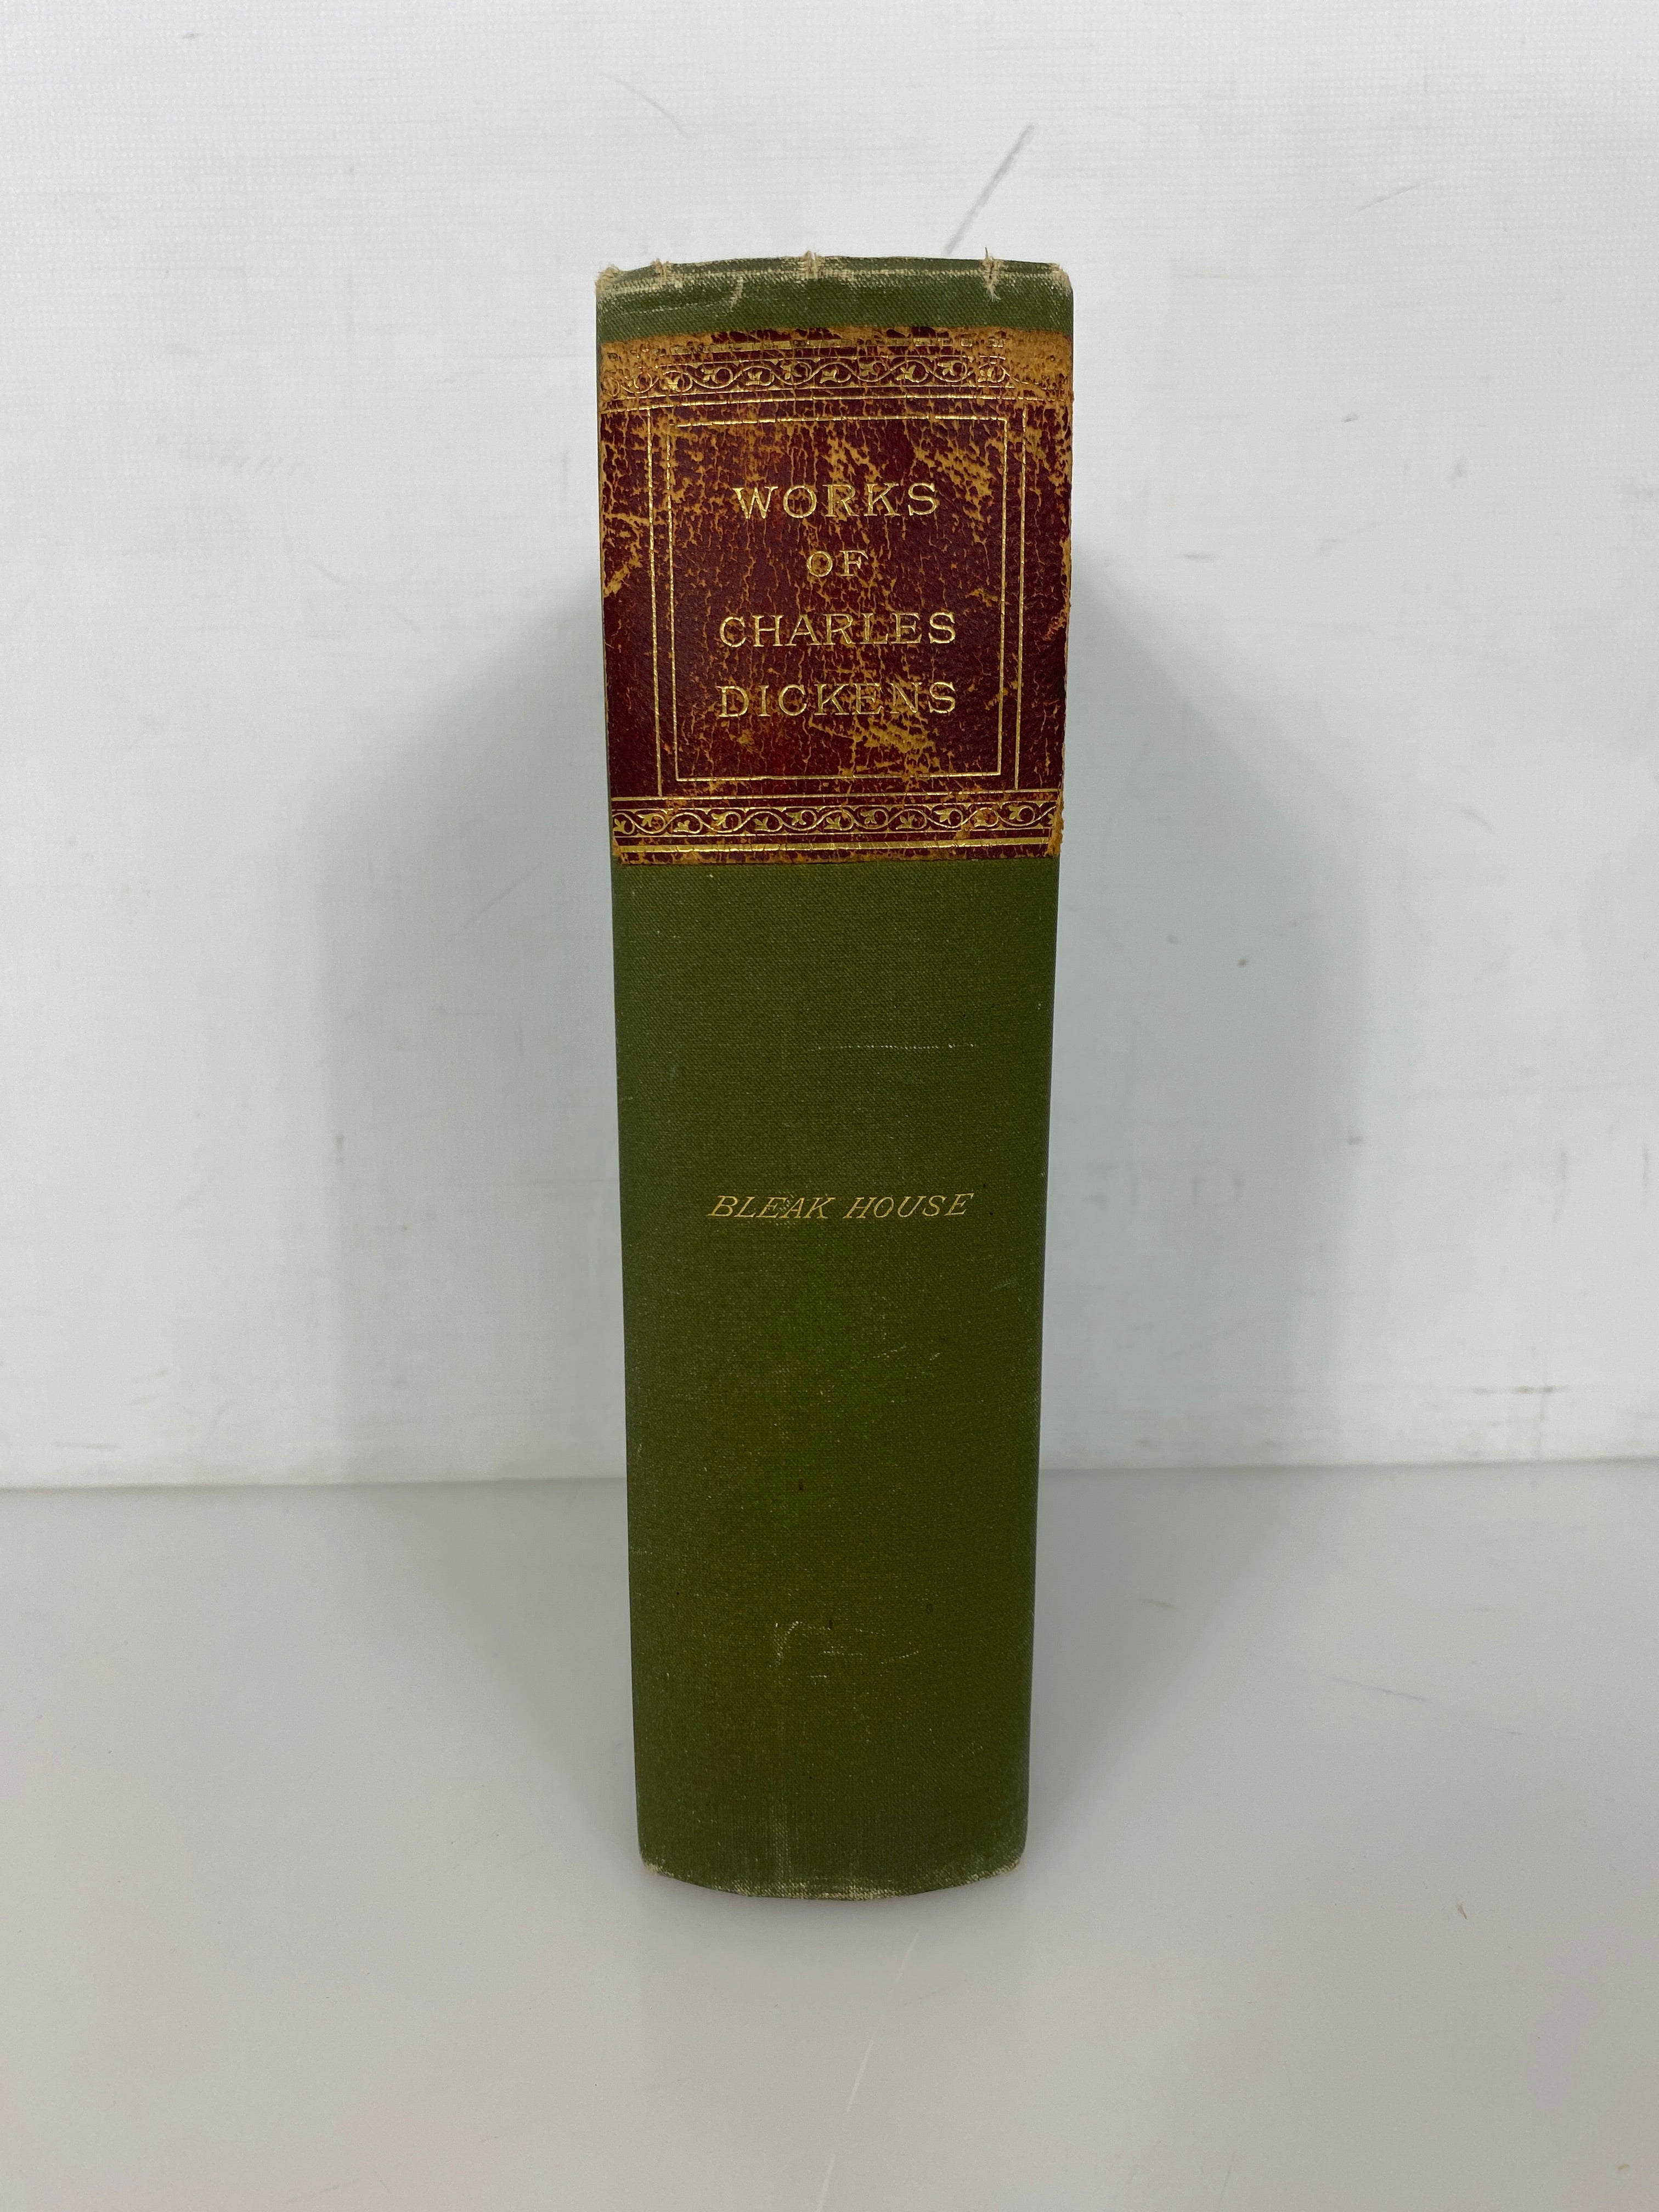 WORKS
OF
CHARLES
DICKENS
BLEAK HOUSE